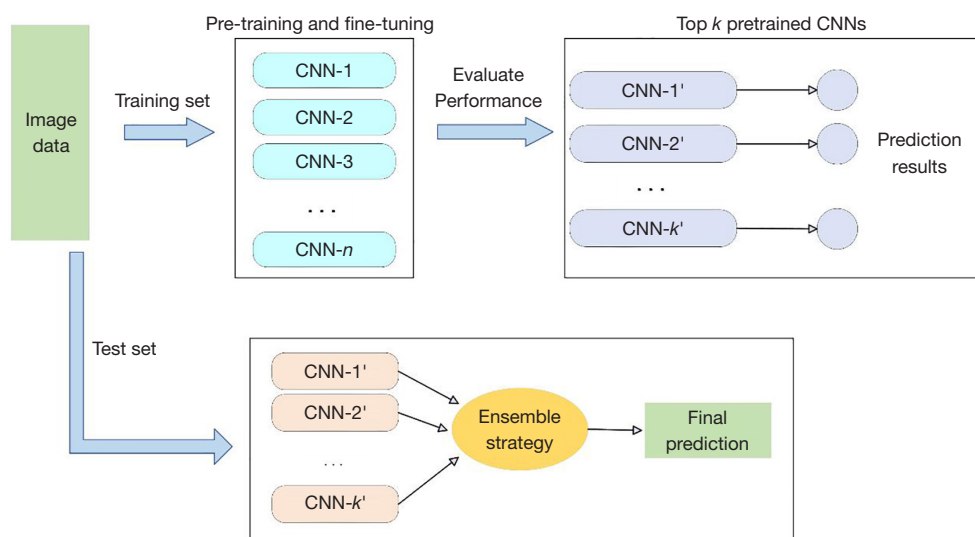 Pre-training and fine-tuning
Top k pretrained CNNs
Image
data
Training set
CNN-1
CNN-2
CNN-3
...
CNN-n
Evaluate
Performance
CNN-1'
CNN-2'
...
CNN-k'
Prediction
results
Test set
CNN-1'
CNN-2'
...
CNN-k'
Ensemble
strategy
Final
prediction